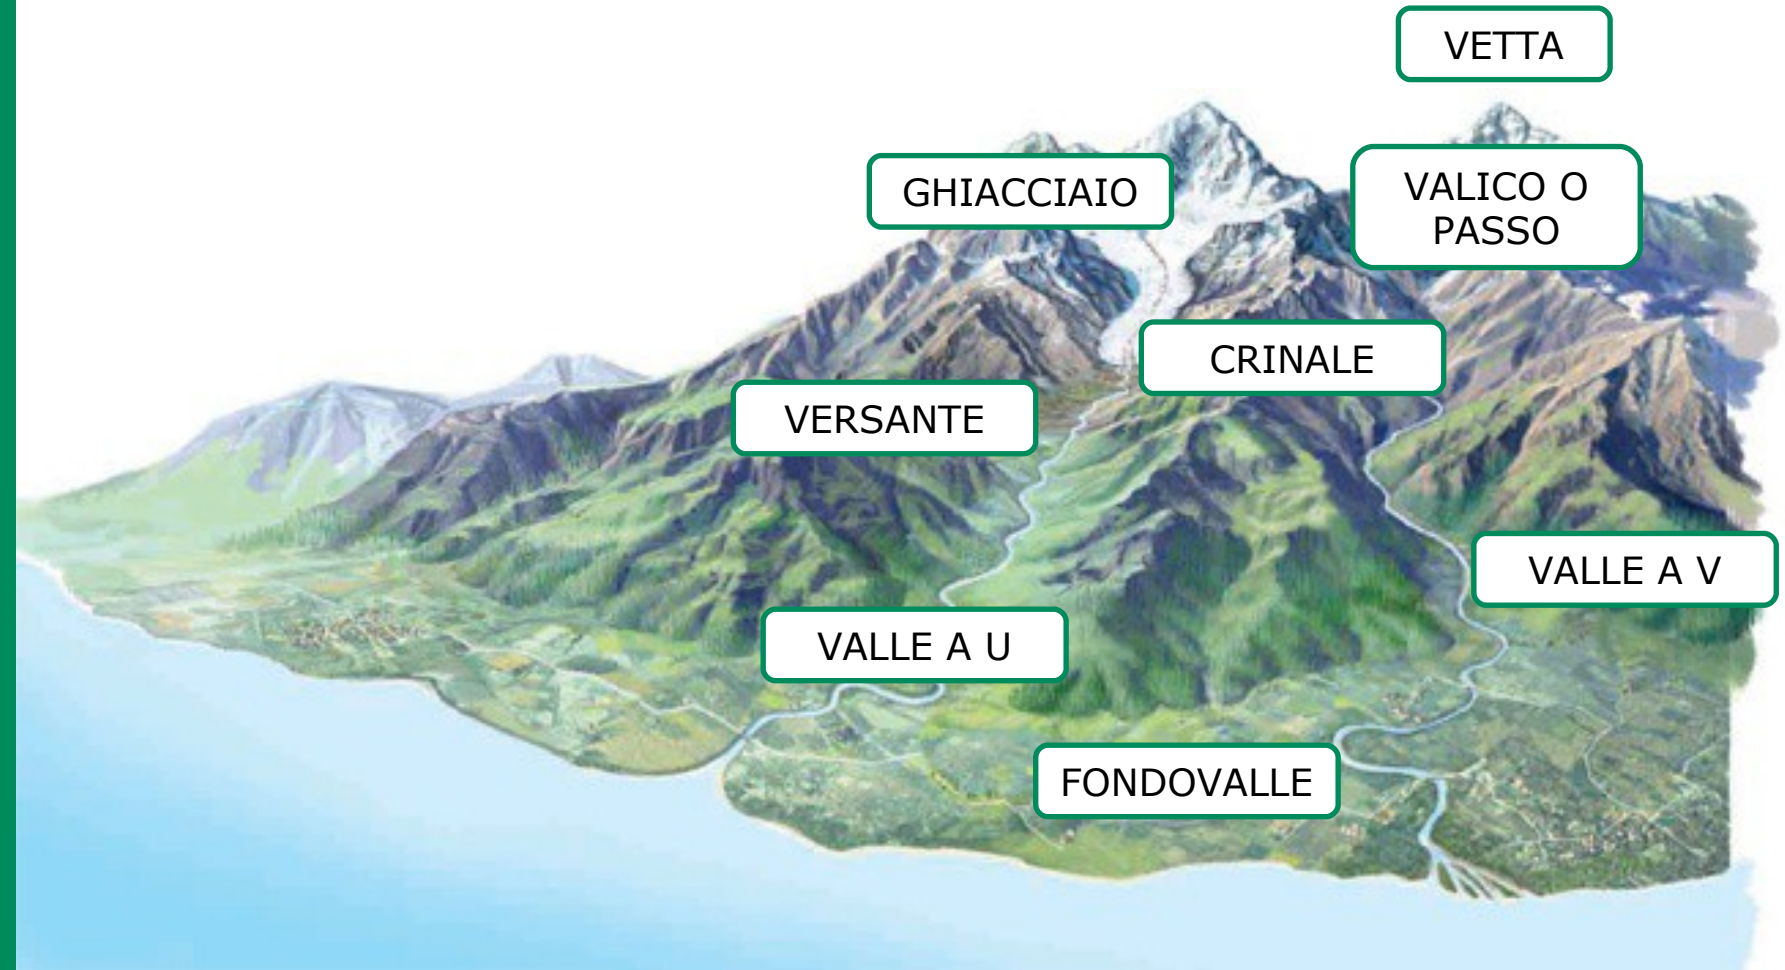 VETTA
GHIACCIAIO
VALICO O
PASSO
CRINALE
VERSANTE
VALLE A V
VALLE A U
FONDOVALLE